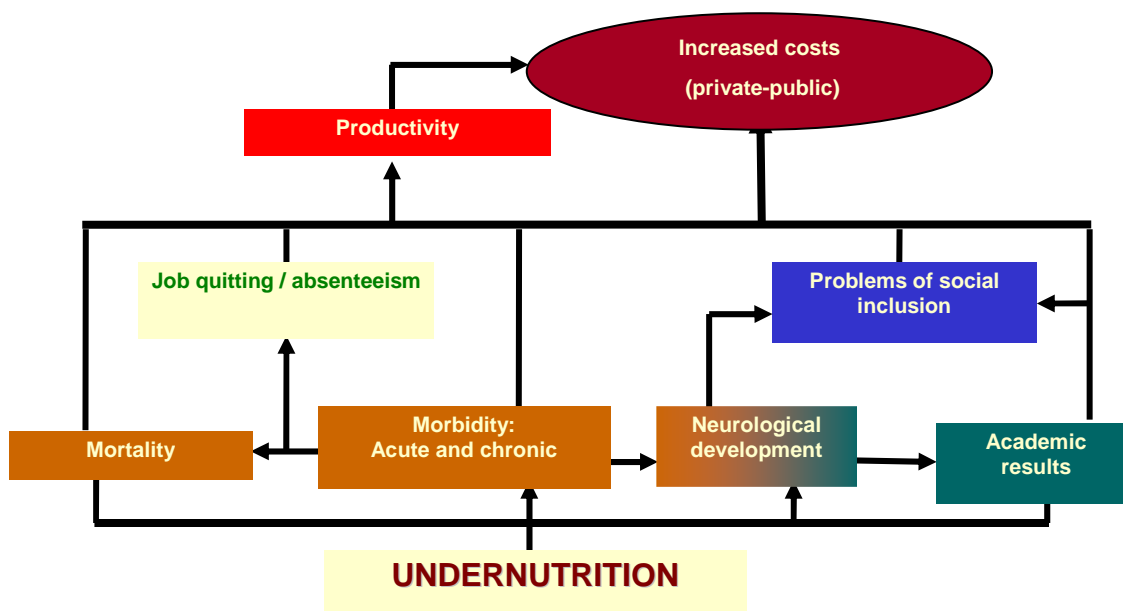 Increased costs
(private-public)
Productivity
Job quitting / absenteeism
Problems of social
inclusion
Mortality
Morbidity:
Acute and chronic
Neurological
development
Academic
results
UNDERNUTRITION